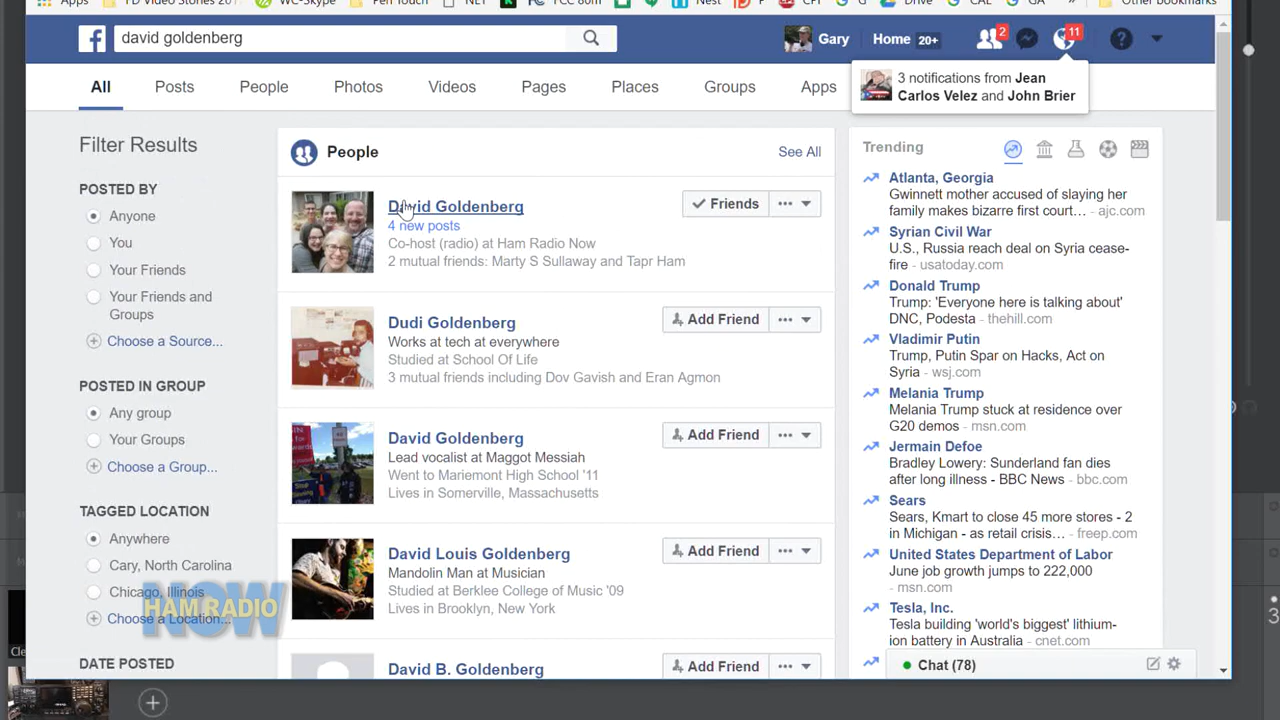 Apps
FCC 80m
Nest
CPI
Drive
CAL
GA
Other bookmarks
david goldenberg
Gary
Home 20+
2
11
3 notifications from Jean
Carlos Velez and John Brier
All
Posts
People
Photos
Videos
Pages
Places
Groups
Apps
Filter Results
POSTED BY
Anyone
You
Your Friends
Your Friends and
Groups
Choose a Source...
POSTED IN GROUP
Any group
Your Groups
Choose a Group...
TAGGED LOCATION
Anywhere
Cary, North Carolina
Chicago, Illinois
Choose a Location...
DATE POSTED
HAM RADIO
NOW
People
See All
David Goldenberg
4 new posts
Co-host (radio) at Ham Radio Now
2 mutual friends: Marty S Sullaway and Tapr Ham
Friends
Dudi Goldenberg
Works at tech at everywhere
Studied at School Of Life
3 mutual friends including Dov Gavish and Eran Agmon
Add Friend
David Goldenberg
Lead vocalist at Maggot Messiah
Went to Mariemont High School '11
Lives in Somerville, Massachusetts
Add Friend
David Louis Goldenberg
Mandolin Man at Musician
Studied at Berklee College of Music '09
Lives in Brooklyn, New York
Add Friend
David B. Goldenberg
Add Friend
Trending
Atlanta, Georgia
Gwinnett mother accused of slaying her
family makes bizarre first court… - ajc.com
Syrian Civil War
U.S., Russia reach deal on Syria cease-
fire - usatoday.com
Donald Trump
Trump: 'Everyone here is talking about'
DNC, Podesta - thehill.com
Vladimir Putin
Trump, Putin Spar on Hacks, Act on
Syria - wsj.com
Melania Trump
Melania Trump stuck at residence over
G20 demos - msn.com
Jermain Defoe
Bradley Lowery: Sunderland fan dies
after long illness - BBC News - bbc.com
Sears
Sears, Kmart to close 45 more stores - 2
in Michigan - as retail crisis… - freep.com
United States Department of Labor
June job growth jumps to 222,000
- msn.com
Tesla, Inc.
Tesla building 'world's biggest' lithium-
ion battery in Australia - cnet.com
Chat (78)
Cle
3